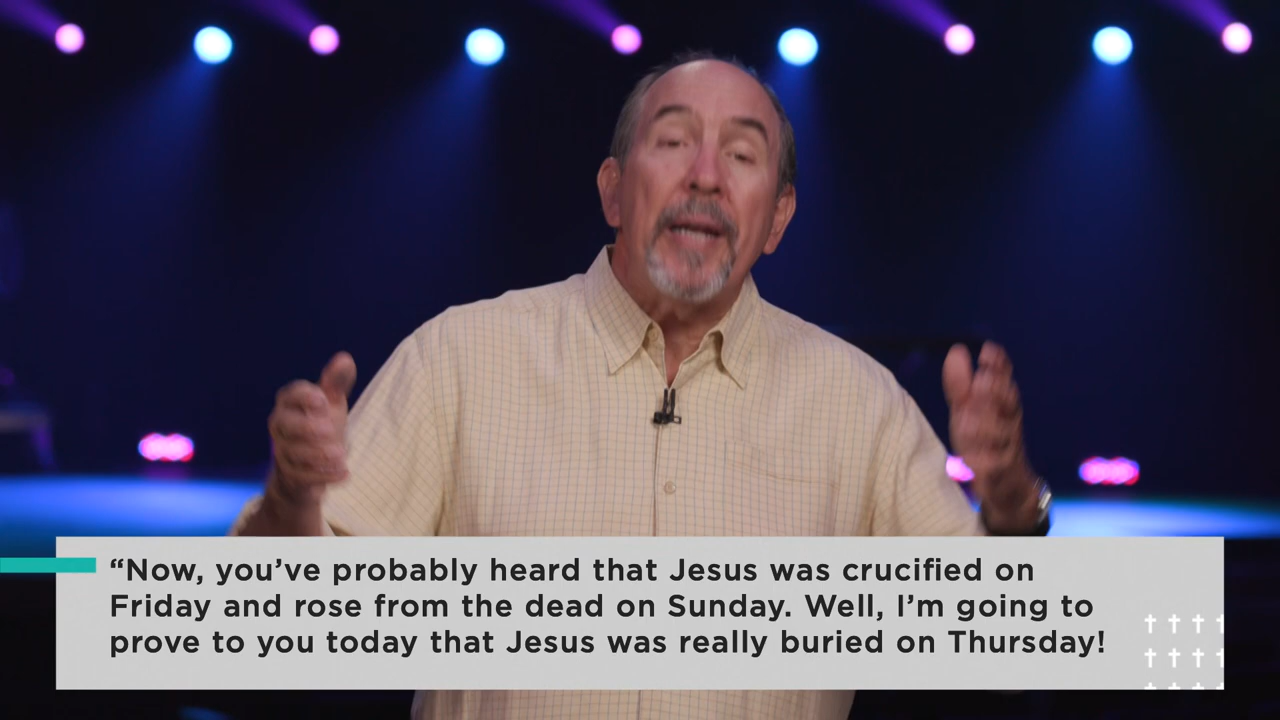 “Now, you’ve probably heard that Jesus was crucified on
Friday and rose from the dead on Sunday. Well, I’m going to
prove to you today that Jesus was really buried on Thursday!